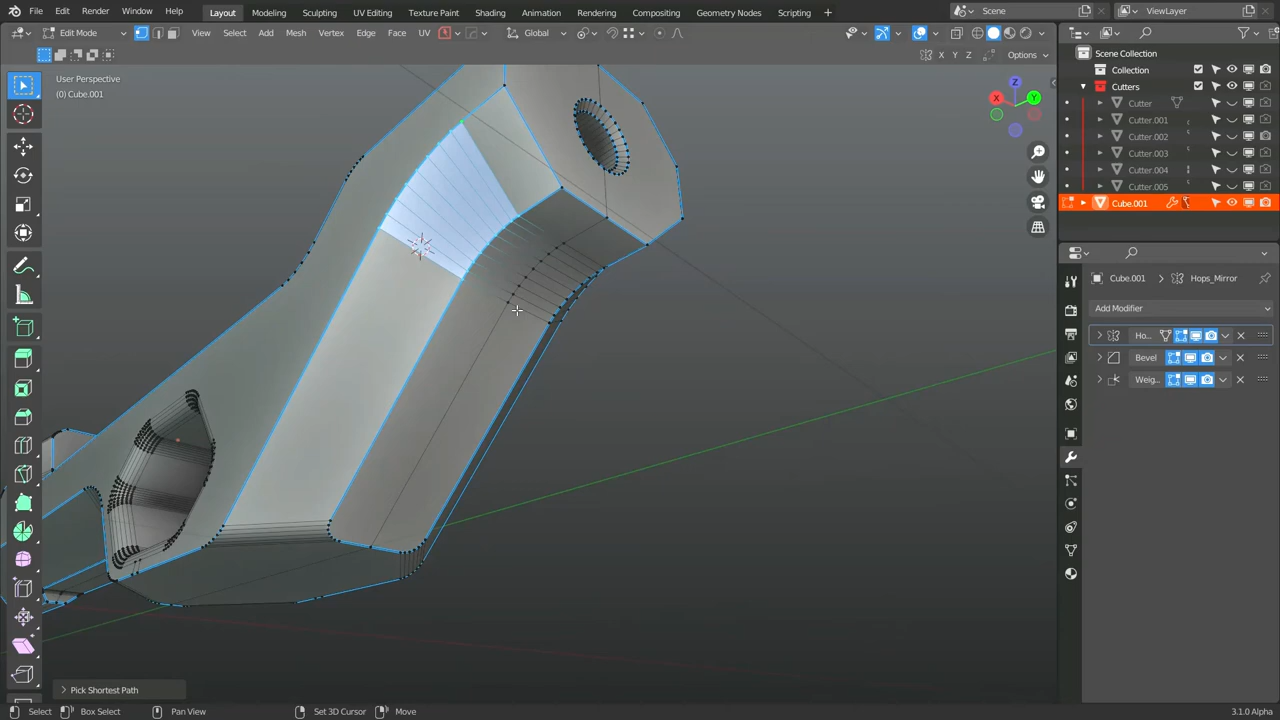 File Edit Render Window Help Layout Modeling Sculpting UV Editing Texture Paint Shading Animation Rendering Compositing Geometry Nodes Scripting + Scene ViewLayer
Edit Mode View Select Add Mesh Vertex Edge Face UV Global
X Y Z Options
User Perspective
(0) Cube.001
Z
X Y
Scene Collection
Collection
Cutters
Cutter
Cutter.001
Cutter.002
Cutter.003
Cutter.004
Cutter.005
Cube.001
Cube.001 > Hops_Mirror
Add Modifier
Ho...
Bevel
Weig...
> Pick Shortest Path
Select Box Select Pan View Set 3D Cursor Move 3.1.0 Alpha